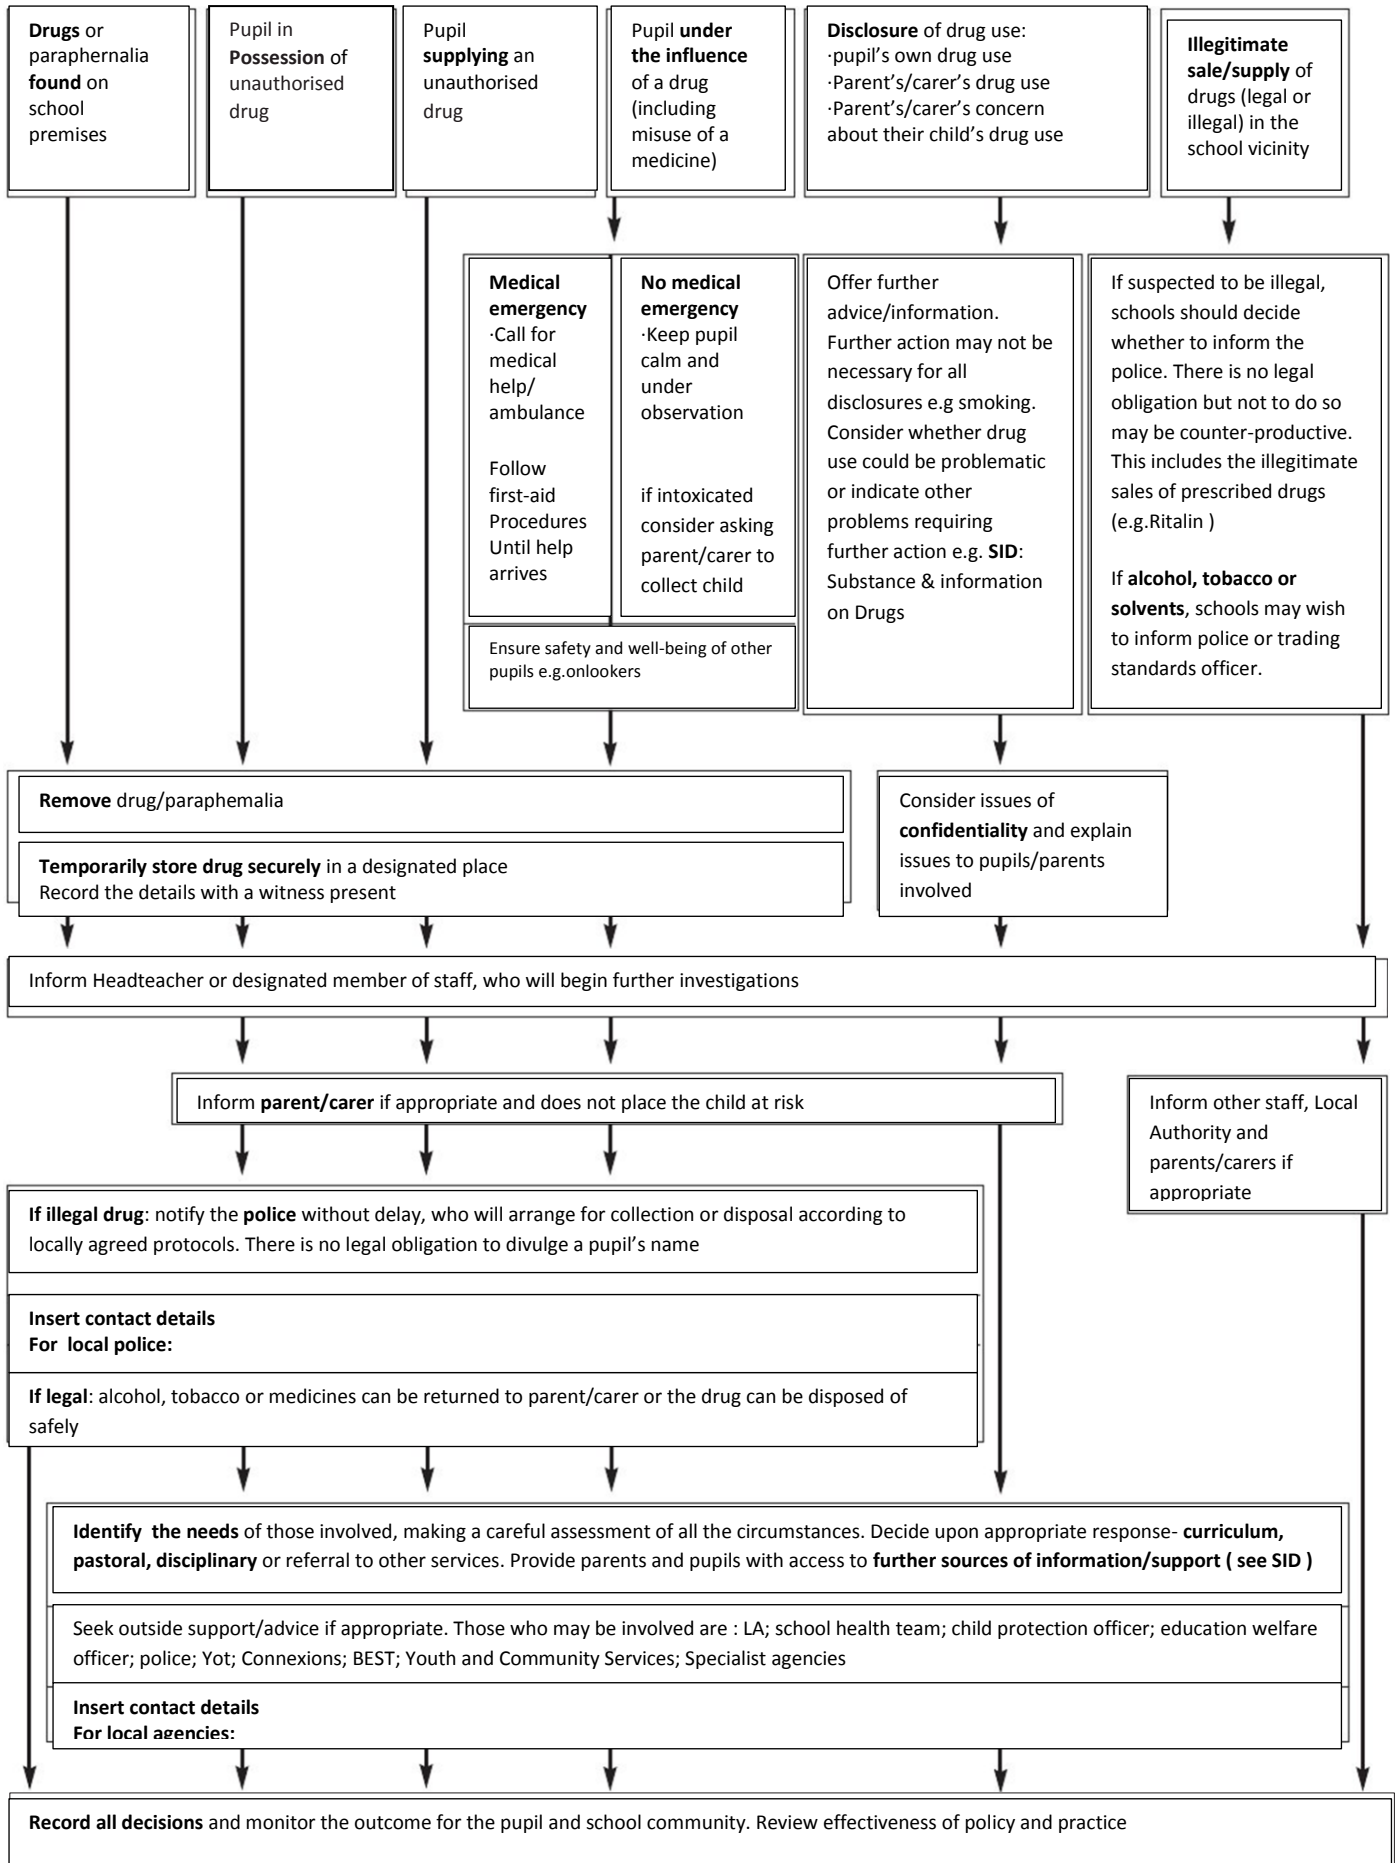 Drugs or
paraphernalia
found on
school
premises
Pupil in
Possession of
unauthorised
drug
Pupil
supplying an
unauthorised
drug
Pupil under
the influence
of a drug
(including
misuse of a
medicine)
Disclosure of drug use:
·pupil's own drug use
·Parent's/carer's drug use
·Parent's/carer's concern
about their child's drug use
Illegitimate
sale/supply of
drugs (legal or
illegal) in the
school vicinity
Medical
emergency
·Call for
medical
help/
ambulance
Follow
first-aid
Procedures
Until help
arrives
No medical
emergency
·Keep pupil
calm and
under
observation
if intoxicated
consider asking
parent/carer to
collect child
Ensure safety and well-being of other
pupils e.g.onlookers
Offer further
advice/information.
Further action may not be
necessary for all
disclosures e.g smoking.
Consider whether drug
use could be problematic
or indicate other
problems requiring
further action e.g. SID:
Substance & information
on Drugs
If suspected to be illegal,
schools should decide
whether to inform the
police. There is no legal
obligation but not to do so
may be counter-productive.
This includes the illegitimate
sales of prescribed drugs
(e.g.Ritalin )
If alcohol, tobacco or
solvents, schools may wish
to inform police or trading
standards officer.
Remove drug/paraphemalia
Temporarily store drug securely in a designated place
Record the details with a witness present
Consider issues of
confidentiality and explain
issues to pupils/parents
involved
Inform Headteacher or designated member of staff, who will begin further investigations
Inform parent/carer if appropriate and does not place the child at risk
Inform other staff, Local
Authority and
parents/carers if
appropriate
If illegal drug: notify the police without delay, who will arrange for collection or disposal according to
locally agreed protocols. There is no legal obligation to divulge a pupil's name
Insert contact details
For local police:
If legal: alcohol, tobacco or medicines can be returned to parent/carer or the drug can be disposed of
safely
Identify the needs of those involved, making a careful assessment of all the circumstances. Decide upon appropriate response- curriculum,
pastoral, disciplinary or referral to other services. Provide parents and pupils with access to further sources of information/support ( see SID )
Seek outside support/advice if appropriate. Those who may be involved are : LA; school health team; child protection officer; education welfare
officer; police; Yot; Connexions; BEST; Youth and Community Services; Specialist agencies
Insert contact details
For local agencies:
Record all decisions and monitor the outcome for the pupil and school community. Review effectiveness of policy and practice